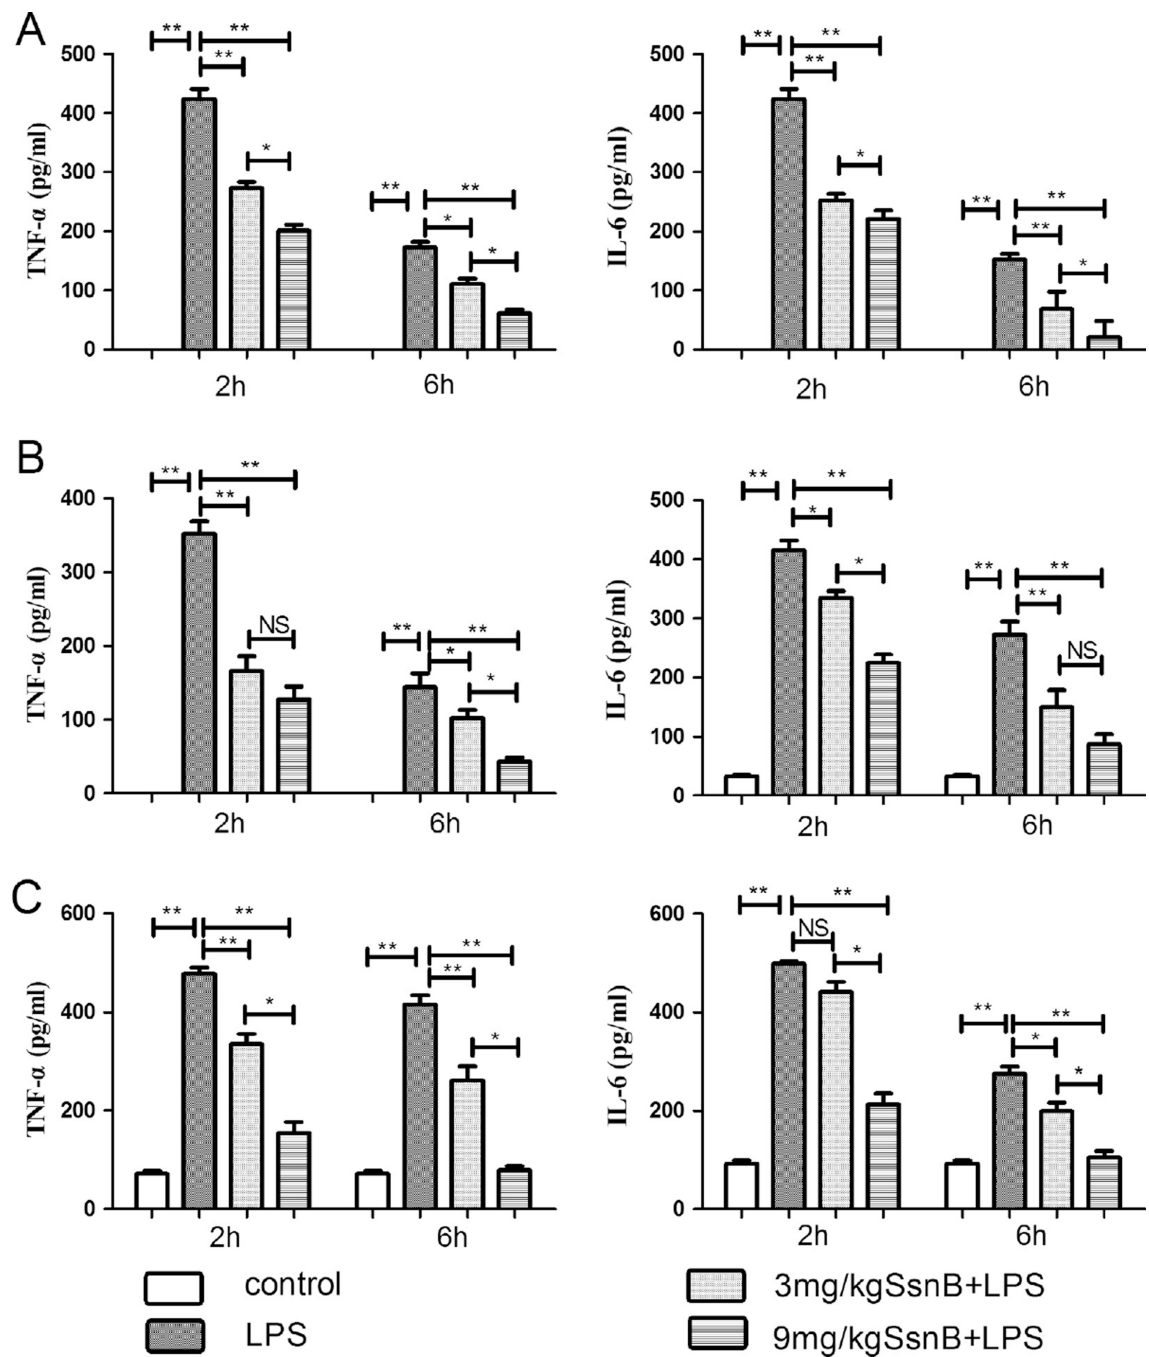 A
** ** **
*
** ** * *
500
400
300
200
100
0
TNF-α (pg/ml)
2h 6h
** ** **
*
** ** ** *
500
400
300
200
100
0
IL-6 (pg/ml)
2h 6h
B
** ** **
NS
** ** * *
400
300
200
100
0
TNF-α (pg/ml)
2h 6h
** ** *
*
** ** ** NS
500
400
300
200
100
0
IL-6 (pg/ml)
2h 6h
C
** ** **
*
** ** ** *
600
400
200
0
TNF-α (pg/ml)
2h 6h
** ** NS
*
** ** * *
600
400
200
0
IL-6 (pg/ml)
2h 6h
control
LPS
3mg/kgSsnB+LPS
9mg/kgSsnB+LPS